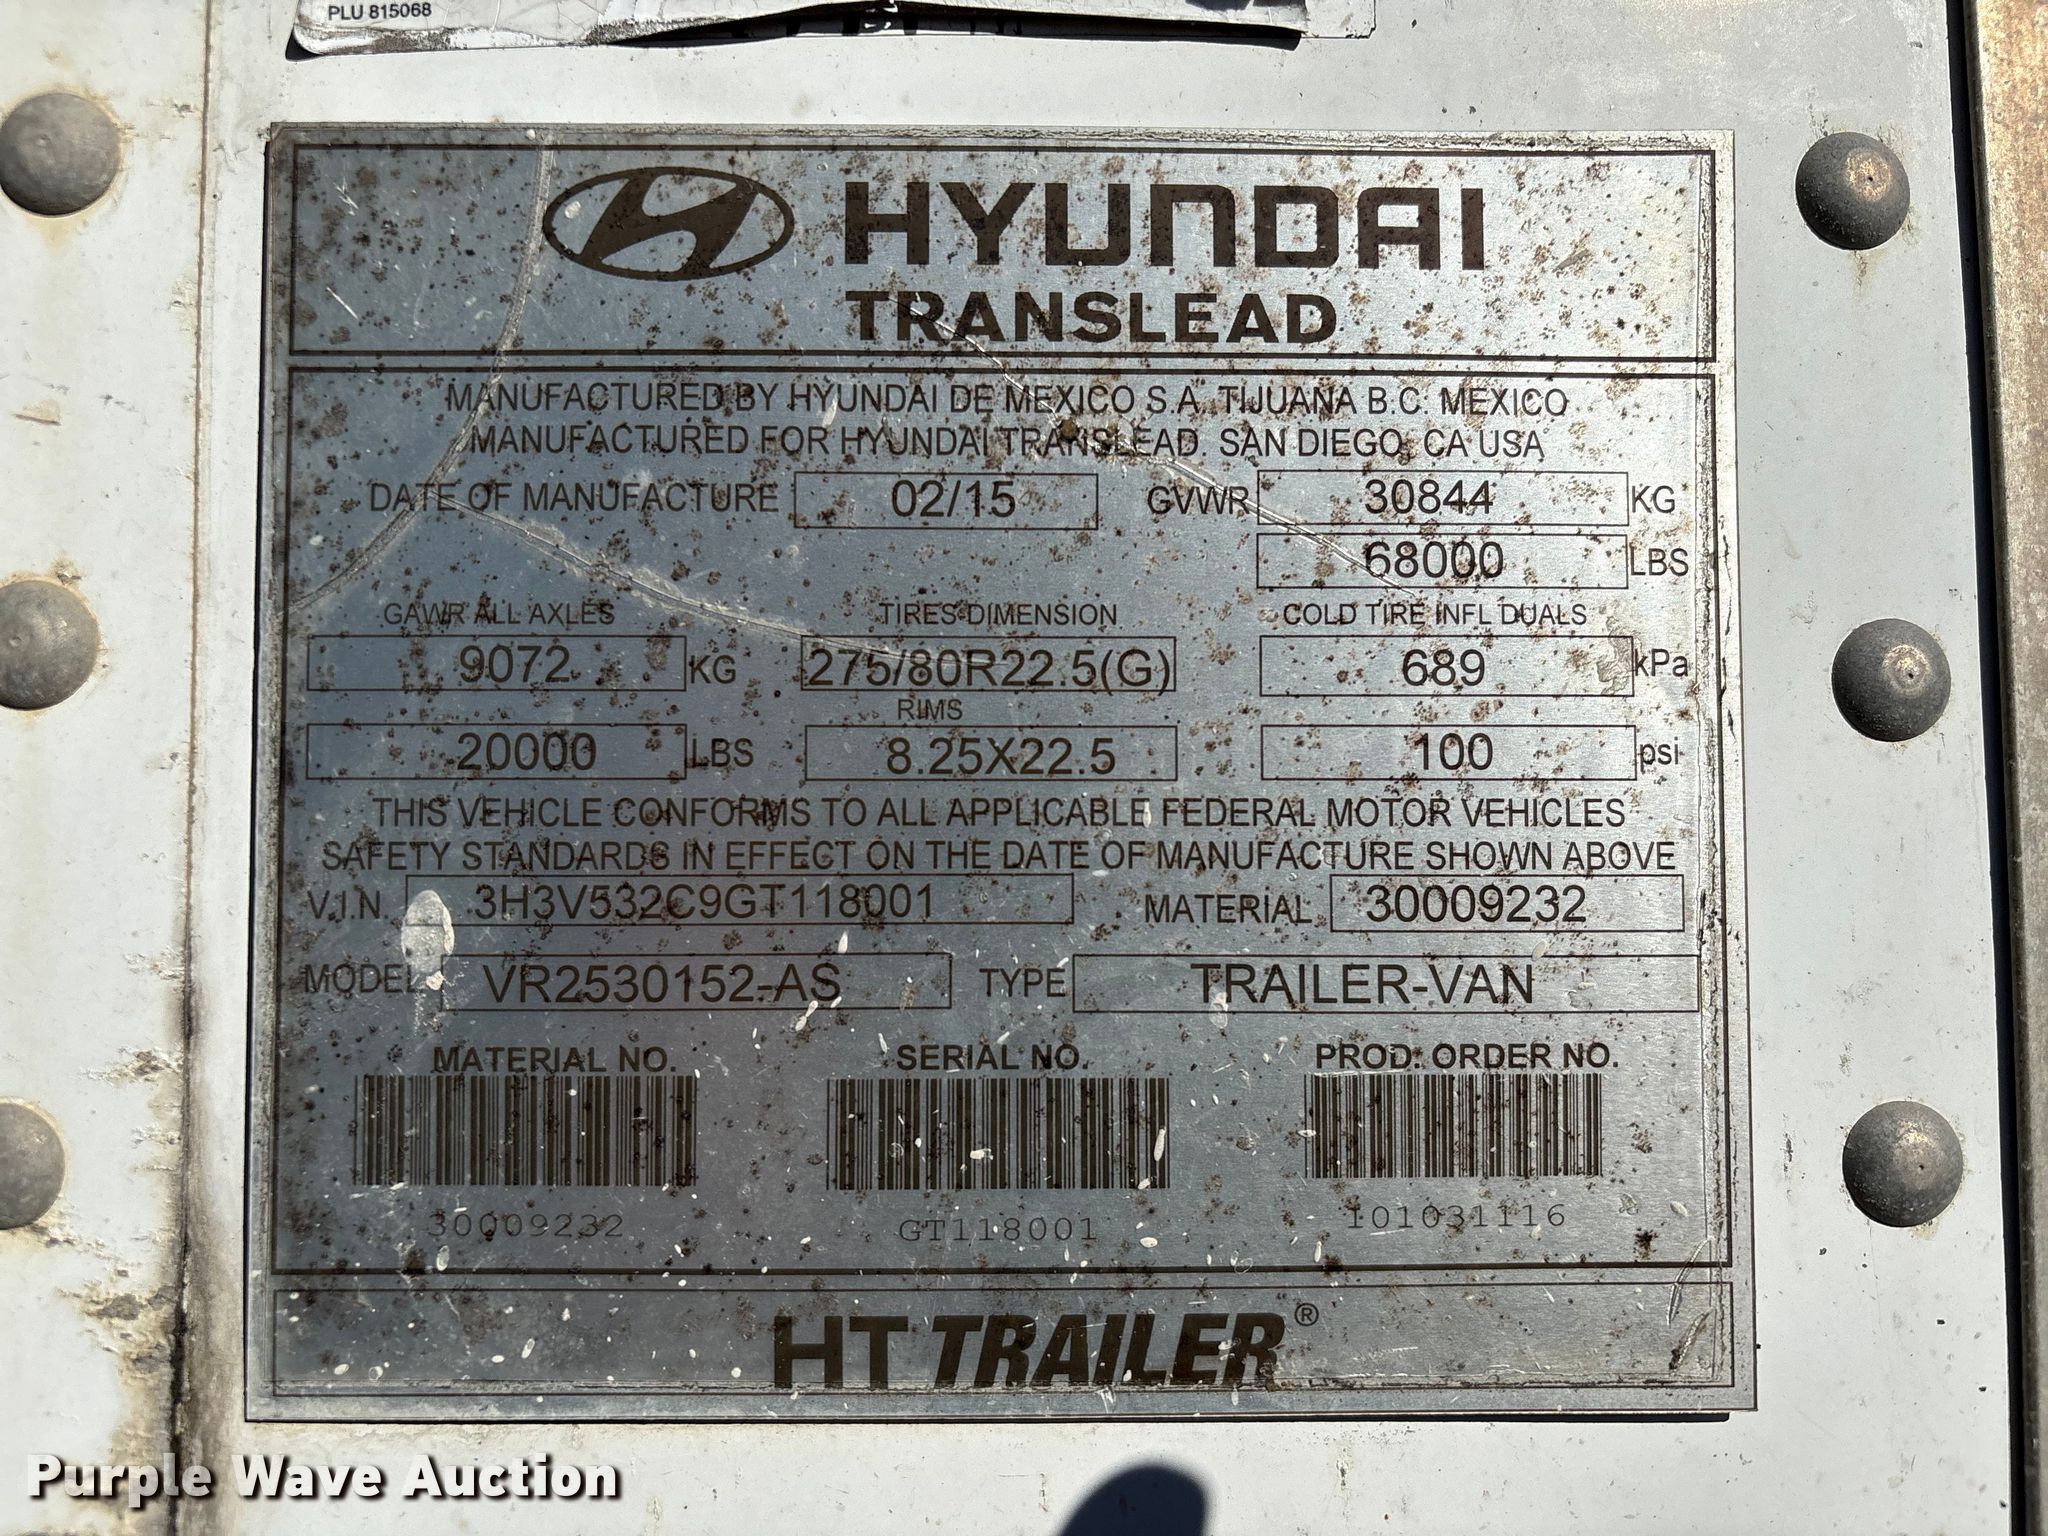 PLU 815068
HYUNDAI
TRANSLEAD
MANUFACTURED BY HYUNDAI DE MEXICO S.A. TIJUANA B.C. MEXICO
MANUFACTURED FOR HYUNDAI TRANSLEAD. SAN DIEGO, CA USA
DATE OF MANUFACTURE 02/15 GVWR 30844 KG
68000 LBS
GAWR ALL AXLES TIRES-DIMENSION COLD TIRE INFL DUALS
9072 KG 275/80R22.5(G) 689 kPa
RIMS
20000 LBS 8.25X22.5 100 psi
THIS VEHICLE CONFORMS TO ALL APPLICABLE FEDERAL MOTOR VEHICLES
SAFETY STANDARDS IN EFFECT ON THE DATE OF MANUFACTURE SHOWN ABOVE
V.I.N. 3H3V532C9GT118001 MATERIAL 30009232
MODEL VR2530152-AS TYPE TRAILER-VAN
MATERIAL NO. SERIAL NO. PROD. ORDER NO.
30009232 GT118001 101031116
HT TRAILER®
Purple Wave Auction